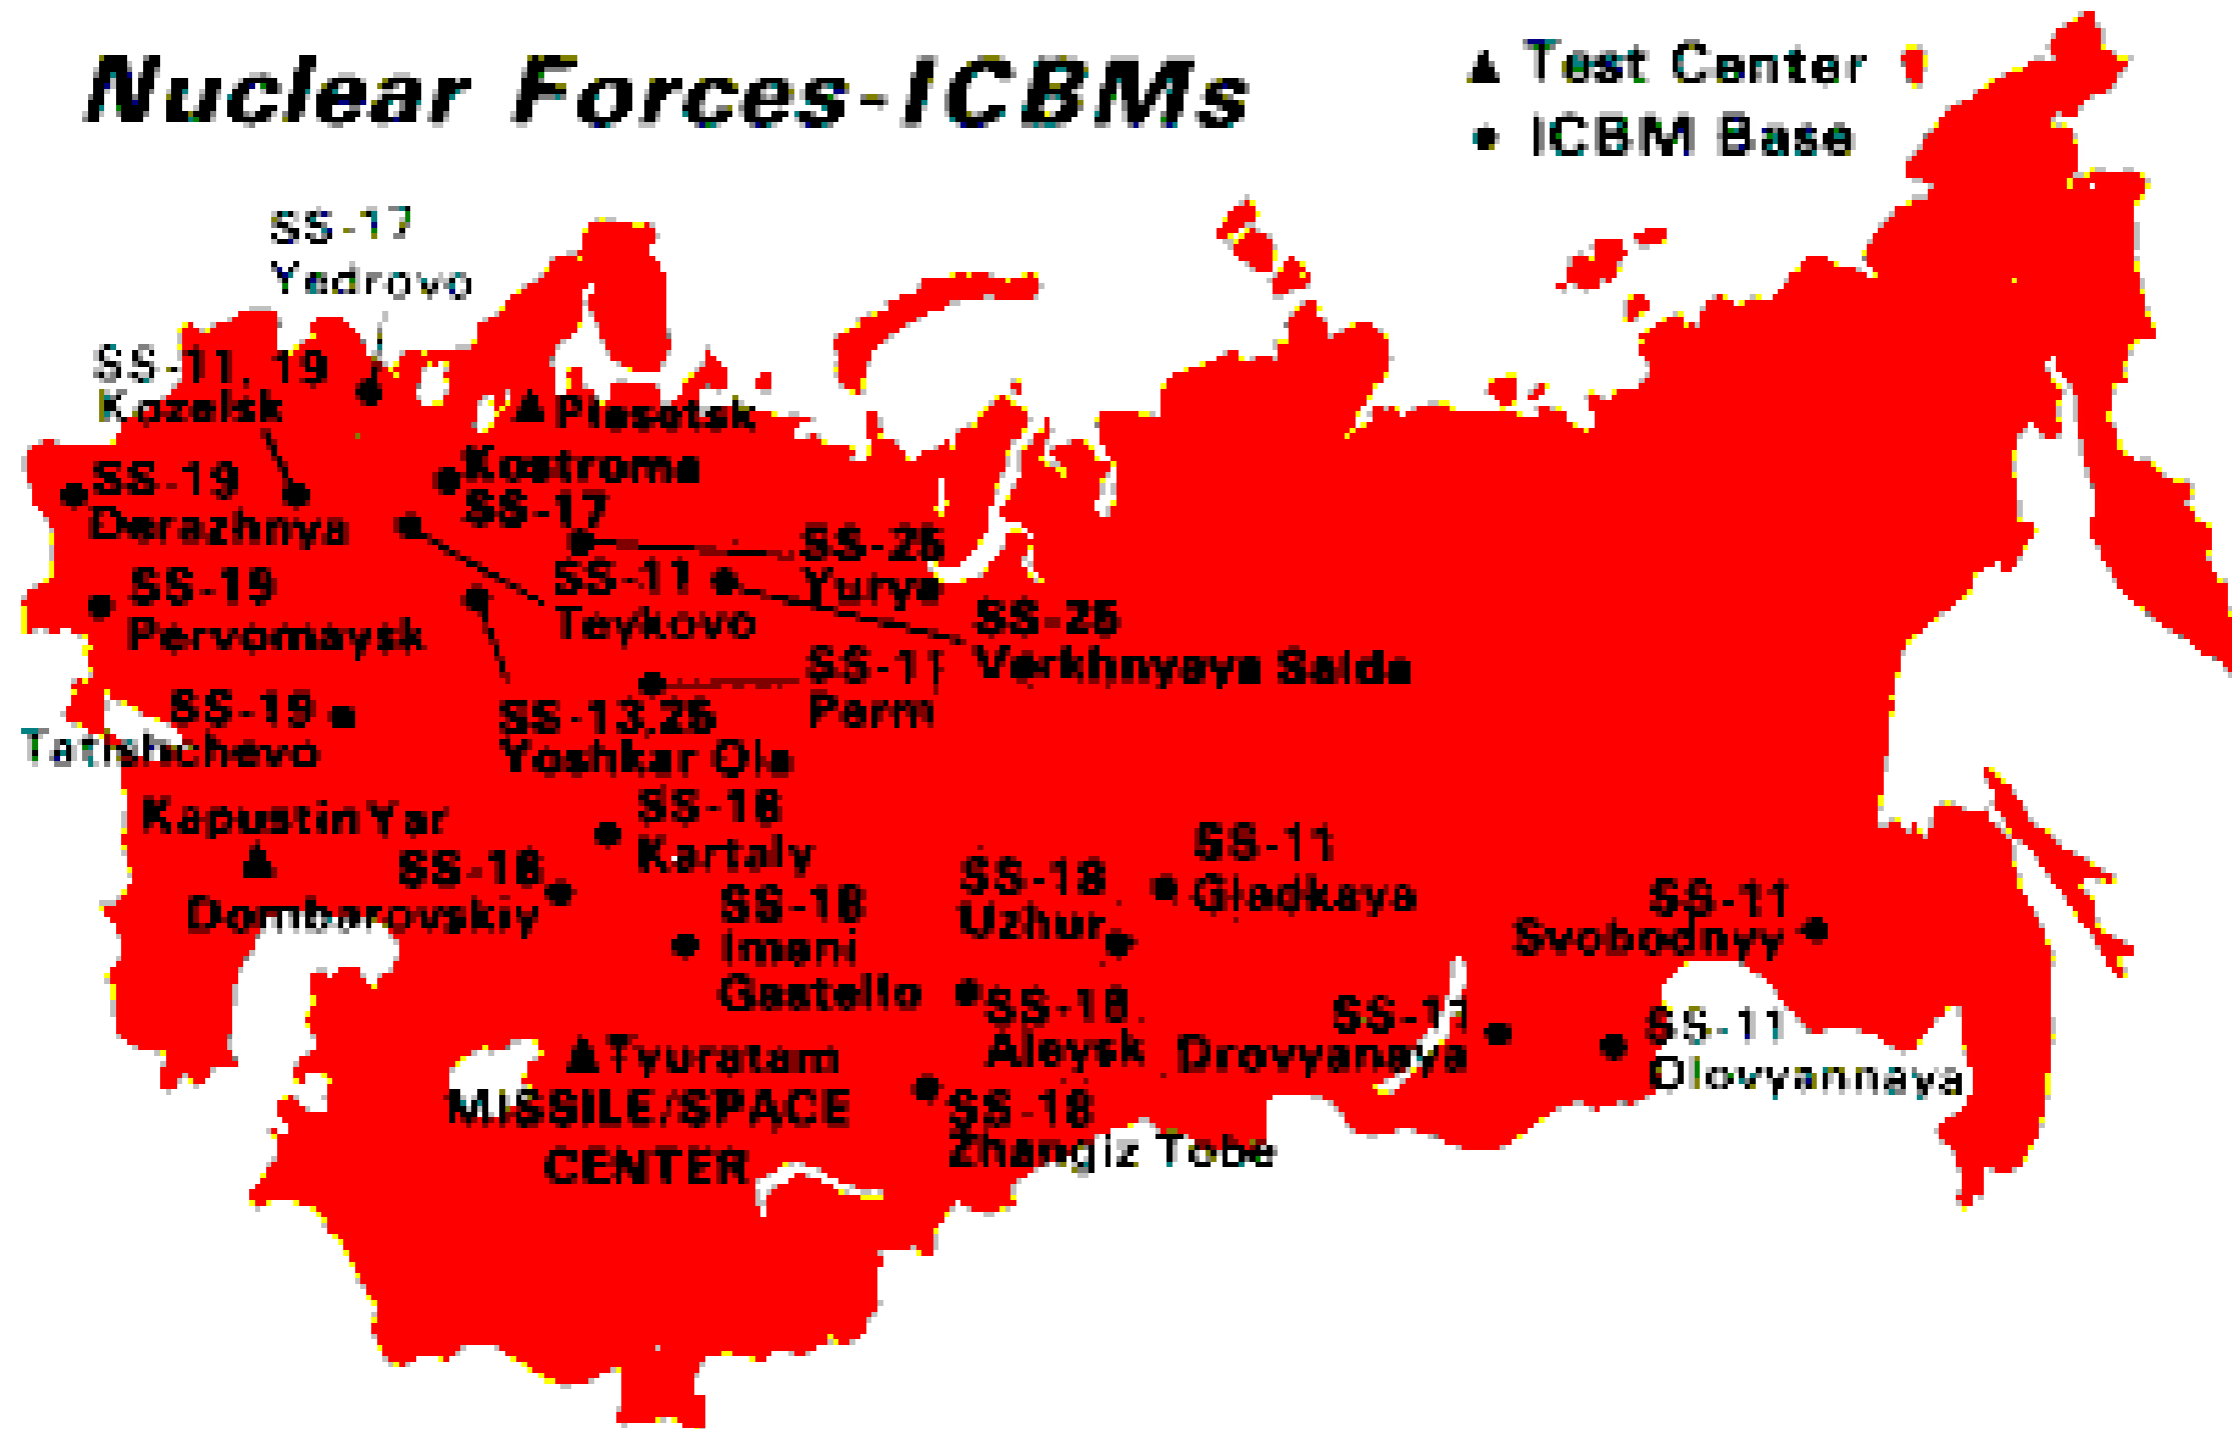 Nuclear Forces-ICBMs
▲ Test Center
• ICBM Base
SS-17
Yedrovo
SS-11, 19
Kozelsk
Plesetsk
Kostroma
SS-17
SS-19
Derazhnya
SS-25
Yurya
SS-11
Teykovo
SS-19
Pervomaysk
SS-25
Verkhnyaya Salda
SS-11
Perm
SS-19
Tatishchevo
SS-13,25
Yoshkar Ola
Kapustin Yar
SS-18
Kartaly
SS-18
Dombarovskiy
SS-18
Imeni
Gastello
SS-18
Uzhur
SS-11
Gladkaya
SS-11
Svobodnyy
SS-18
Aleysk
SS-11
Drovyanaya
SS-11
Olovyannaya
Tyuratam
MISSILE/SPACE
CENTER
SS-18
Zhangiz Tobe